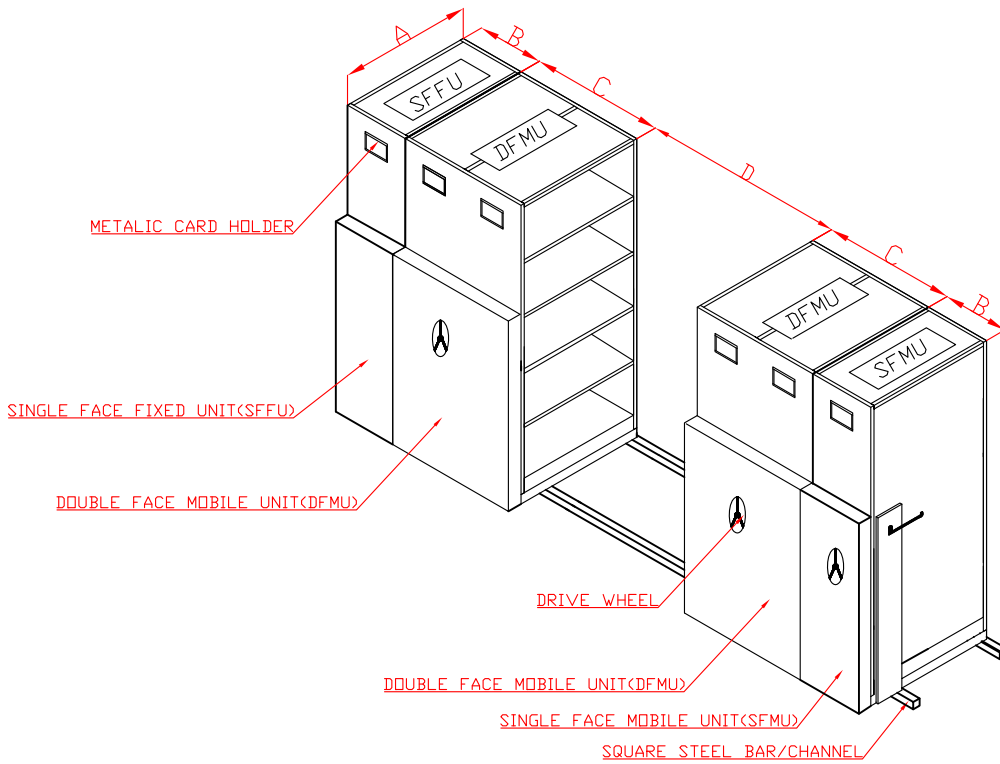 A
B
C
D
C
B
SFFU
DFMU
DFMU
SFMU
METALIC CARD HOLDER
SINGLE FACE FIXED UNIT(SFFU)
DOUBLE FACE MOBILE UNIT(DFMU)
DRIVE WHEEL
DOUBLE FACE MOBILE UNIT(DFMU)
SINGLE FACE MOBILE UNIT(SFMU)
SQUARE STEEL BAR/CHANNEL